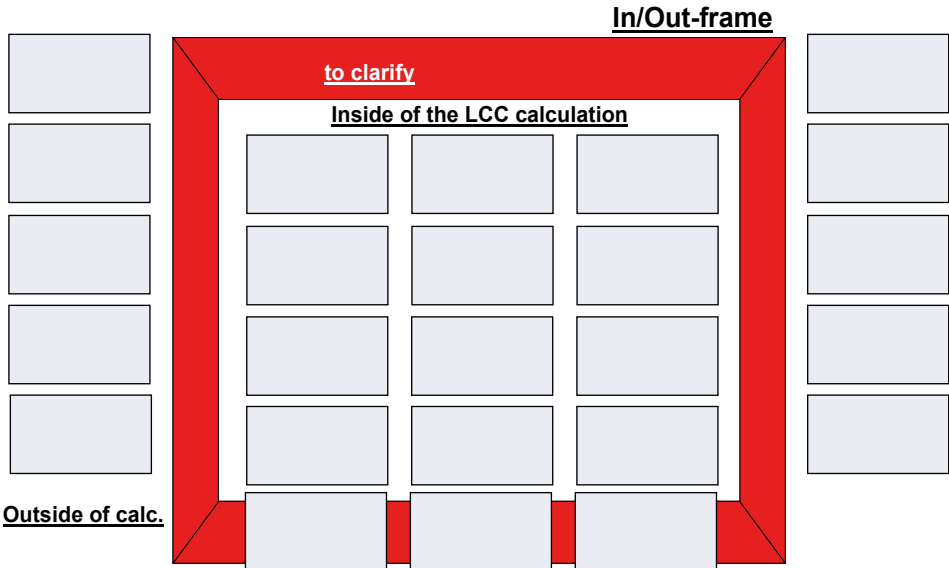 In/Out-frame
to clarify
Inside of the LCC calculation
Outside of calc.